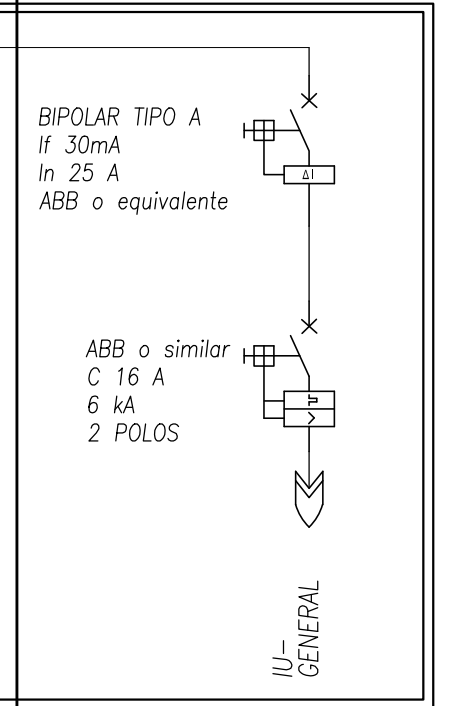 BIPOLAR TIPO A
If 30mA
In 25 A
ABB o equivalente
ΔI
ABB o similar
C 16 A
6 kA
2 POLOS
IU-
GENERAL